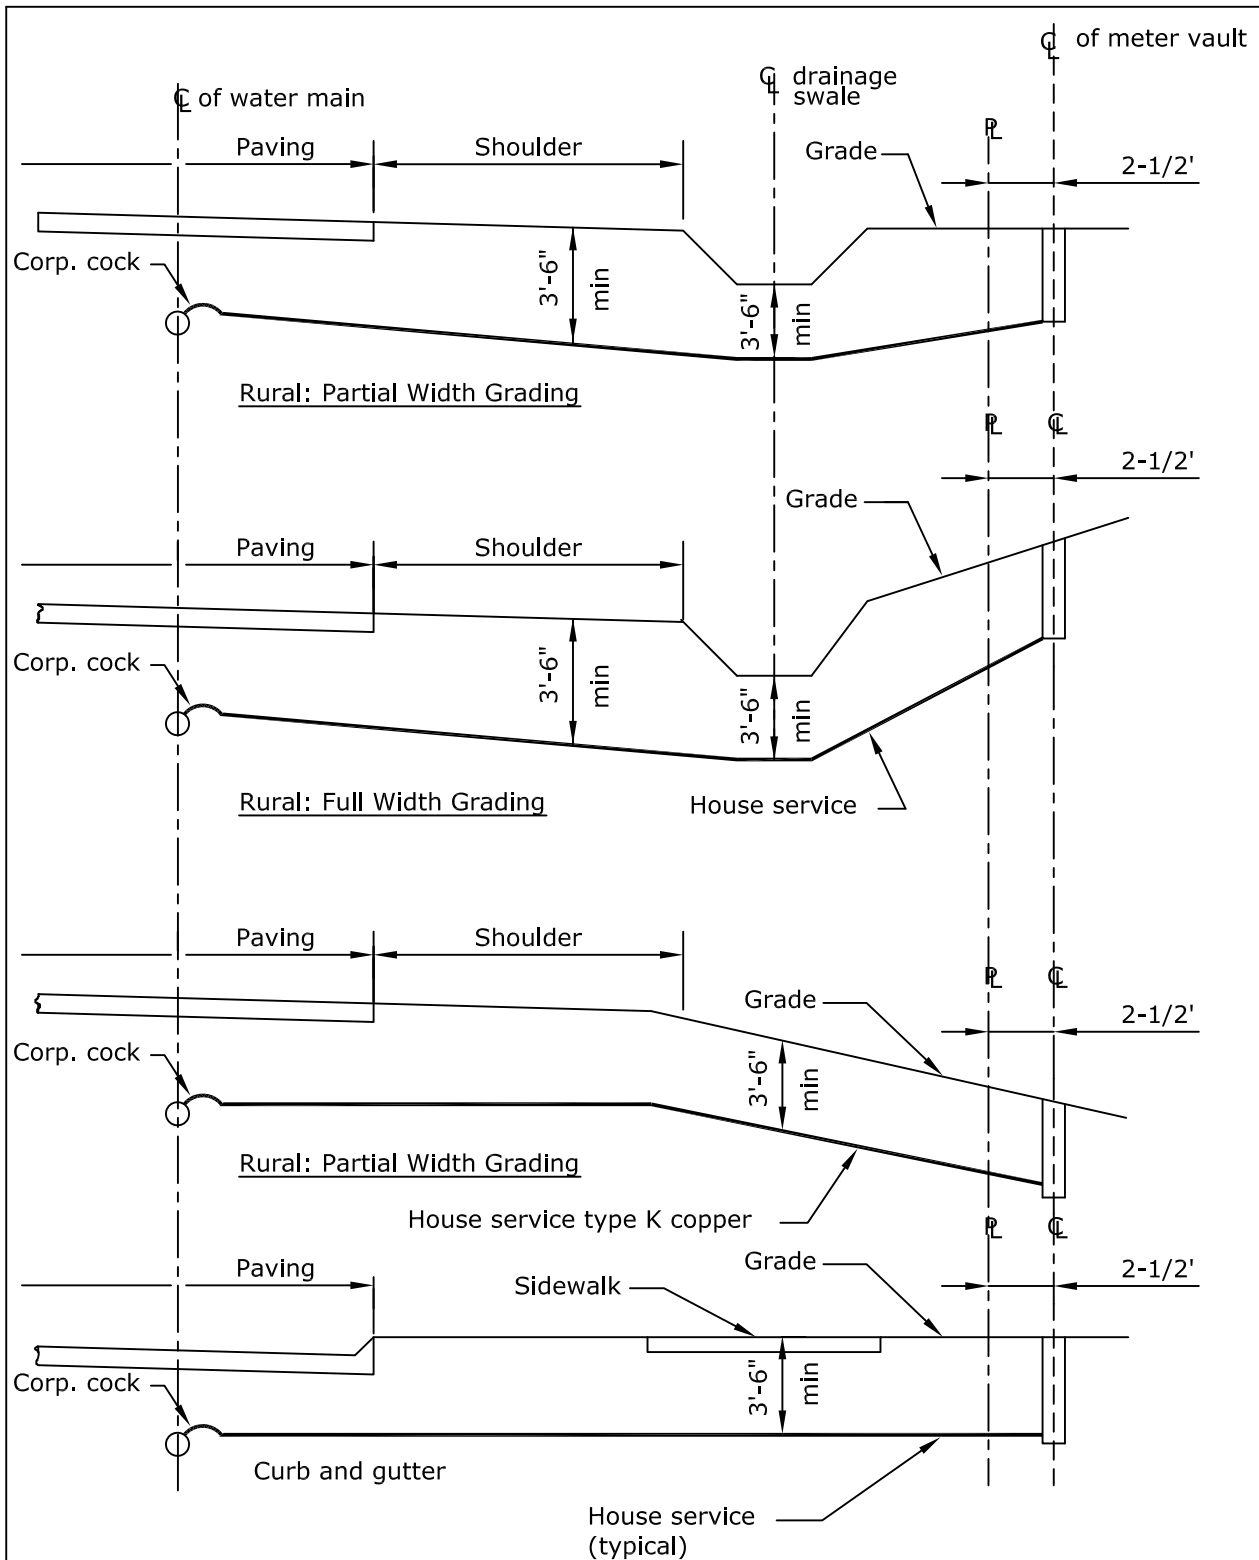 ℄ of meter vault
℄ drainage
swale
℄ of water main
Paving
Shoulder
Grade
⅊
2-1/2'
Corp. cock
3'-6"
min
3'-6"
min
Rural: Partial Width Grading
⅊
℄
2-1/2'
Grade
Paving
Shoulder
Corp. cock
3'-6"
min
3'-6"
min
Rural: Full Width Grading
House service
Paving
Shoulder
⅊
℄
Grade
2-1/2'
Corp. cock
3'-6"
min
Rural: Partial Width Grading
House service type K copper
⅊
℄
Paving
Sidewalk
Grade
2-1/2'
Corp. cock
3'-6"
min
Curb and gutter
House service
(typical)